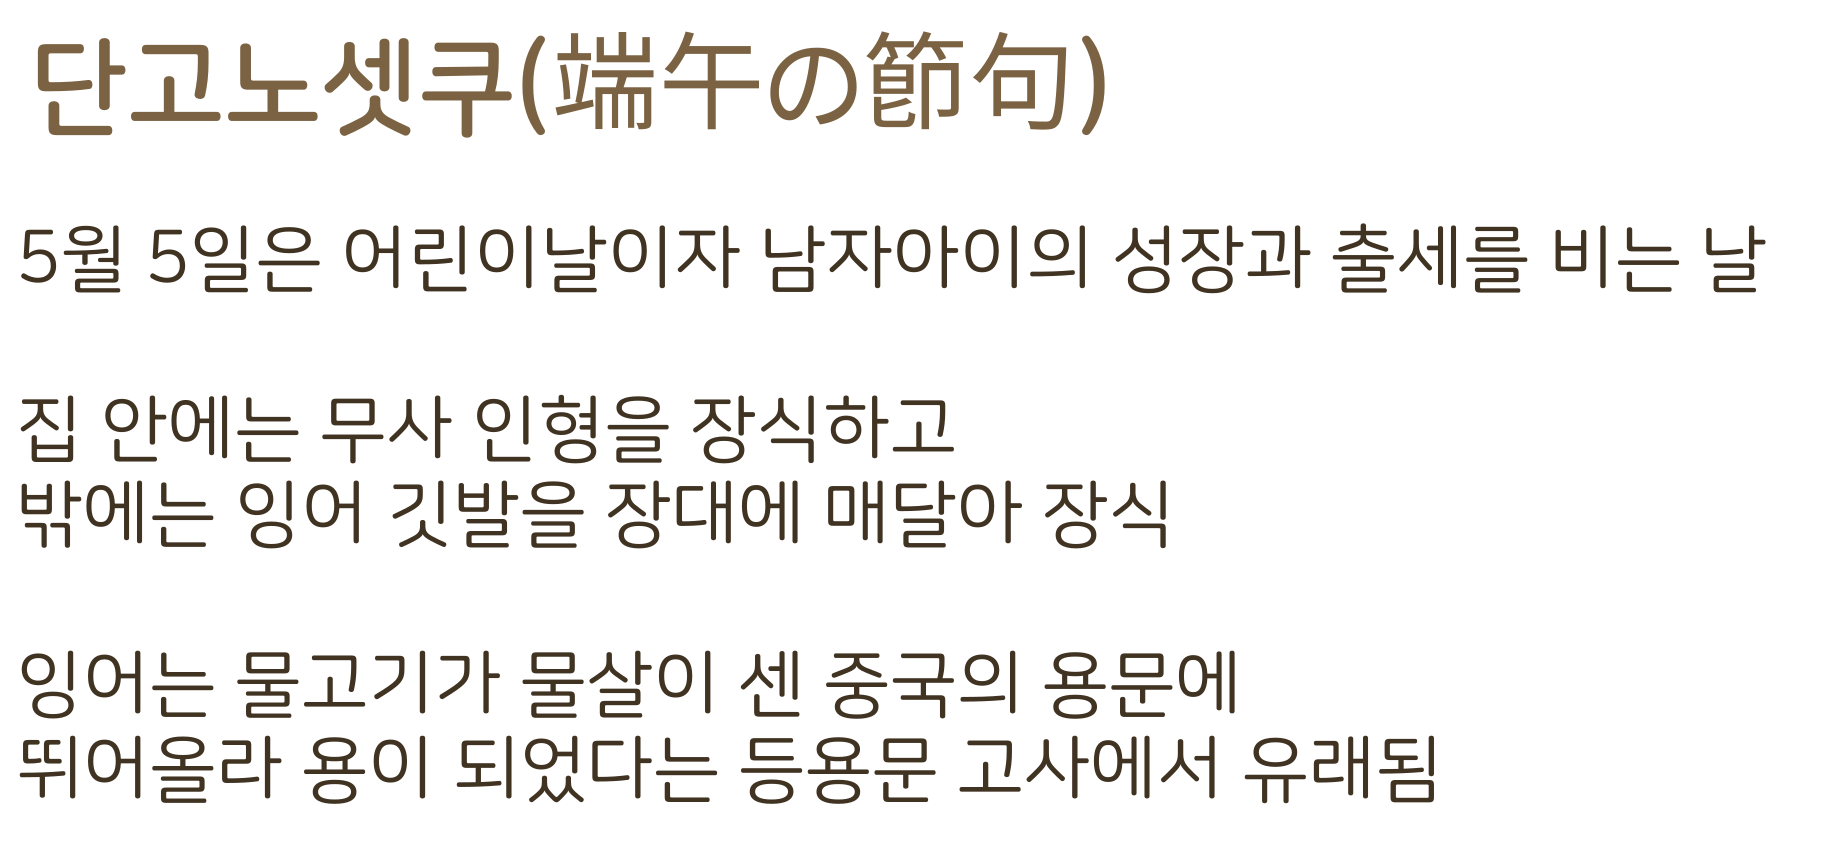 단고노셋쿠(端午の節句)
5월 5일은 어린이날이자 남자아이의 성장과 출세를 비는 날
집 안에는 무사 인형을 장식하고
밖에는 잉어 깃발을 장대에 매달아 장식
잉어는 물고기가 물살이 센 중국의 용문에
뛰어올라 용이 되었다는 등용문 고사에서 유래됨